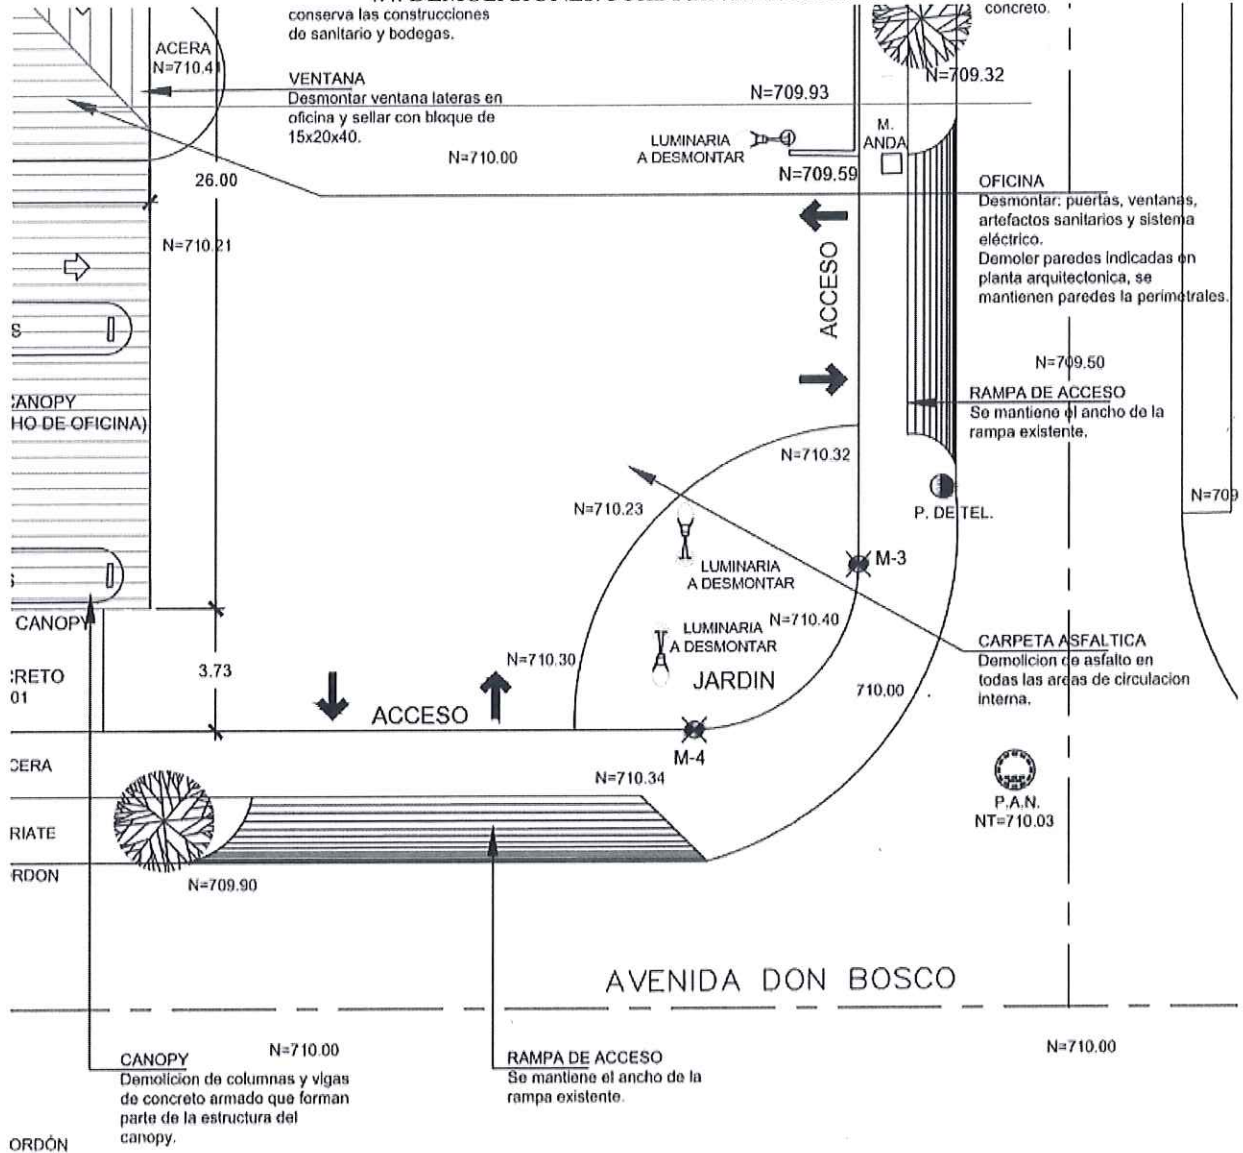 conserva las construcciones
de sanitario y bodegas.
concreto.
ACERA
N=710.41
VENTANA
Desmontar ventana lateras en
oficina y sellar con bloque de
15x20x40.
N=709.32
N=709.93
LUMINARIA
A DESMONTAR
M.
ANDA
N=710.00
N=709.59
26.00
OFICINA
Desmontar: puertas, ventanas,
artefactos sanitarios y sistema
eléctrico.
Demoler paredes indicadas en
planta arquitectonica, se
mantienen paredes la perimetrales.
N=710.21
ACCESO
S
N=709.50
RAMPA DE ACCESO
Se mantiene el ancho de la
rampa existente.
CANOPY
HO DE OFICINA)
N=710.32
N=710.23
N=709
P. DE TEL.
M-3
LUMINARIA
A DESMONTAR
S
CANOPY
N=710.40
LUMINARIA
A DESMONTAR
CARPETA ASFALTICA
Demolicion de asfalto en
todas las areas de circulacion
interna.
N=710.30
3.73
CRETO
01
JARDIN
710.00
ACCESO
M-4
CERA
N=710.34
P.A.N.
NT=710.03
RIATE
RDON
N=709.90
AVENIDA DON BOSCO
N=710.00
N=710.00
CANOPY
Demolicion de columnas y vigas
de concreto armado que forman
parte de la estructura del
canopy.
RAMPA DE ACCESO
Se mantiene el ancho de la
rampa existente.
ORDÓN